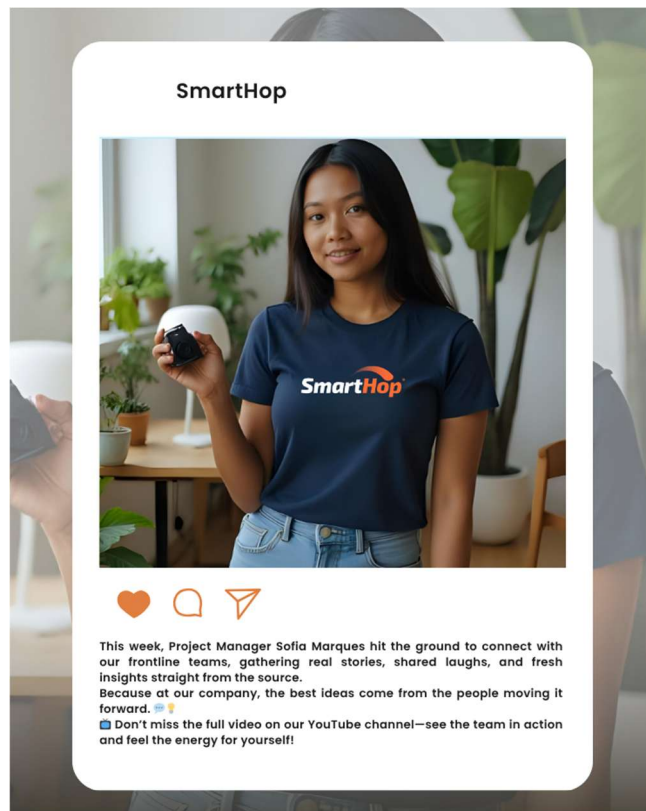 SmartHop
SmartHop
This week, Project Manager Sofia Marques hit the ground to connect with
our frontline teams, gathering real stories, shared laughs, and fresh
insights straight from the source.
Because at our company, the best ideas come from the people moving it
forward. 💬💡
📺 Don’t miss the full video on our YouTube channel—see the team in action
and feel the energy for yourself!